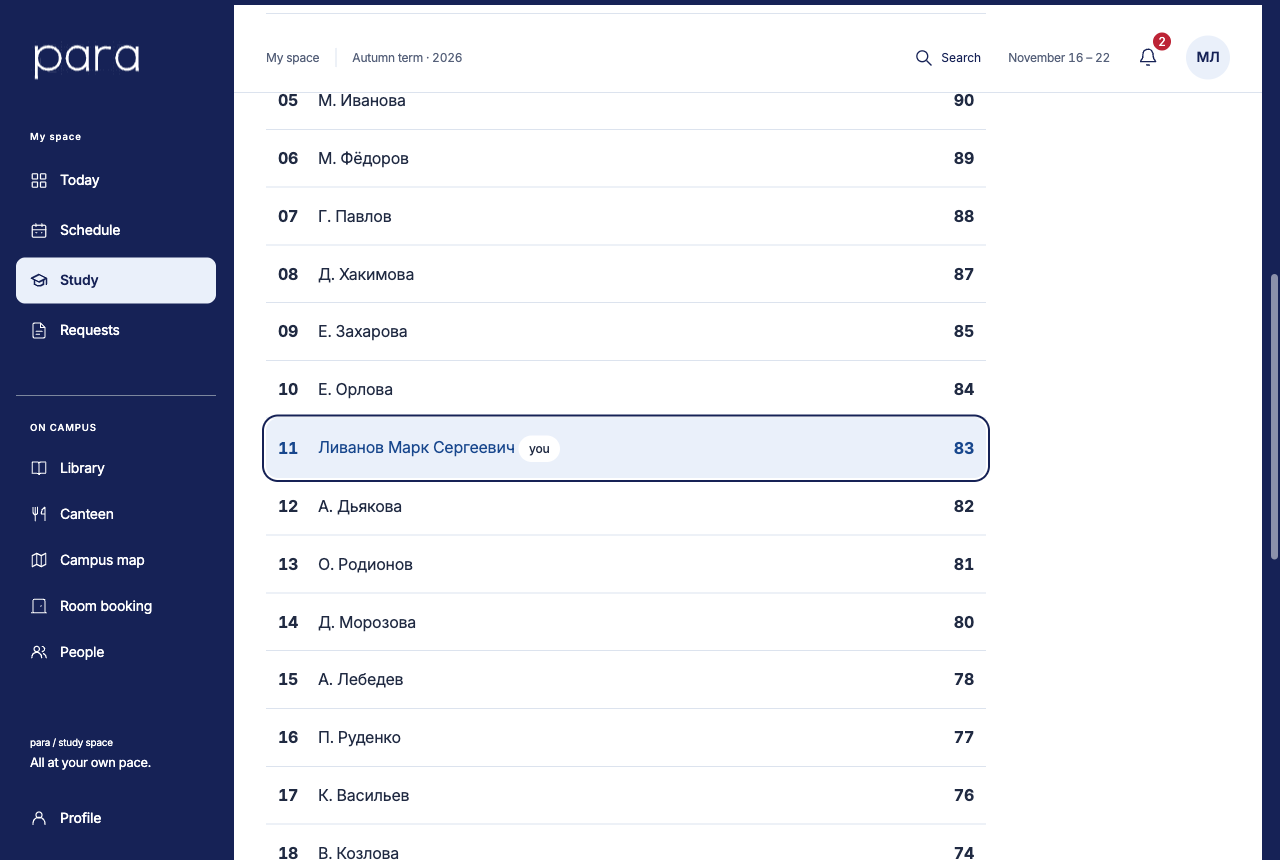 para
My space
Today
Schedule
Study
Requests
ON CAMPUS
Library
Canteen
Campus map
Room booking
People
para / study space
All at your own pace.
Profile
My space Autumn term · 2026 Search November 16 – 22 2 МЛ
05 М. Иванова 90
06 М. Фёдоров 89
07 Г. Павлов 88
08 Д. Хакимова 87
09 Е. Захарова 85
10 Е. Орлова 84
11 Ливанов Марк Сергеевич you 83
12 А. Дьякова 82
13 О. Родионов 81
14 Д. Морозова 80
15 А. Лебедев 78
16 П. Руденко 77
17 К. Васильев 76
18 В. Козлова 74